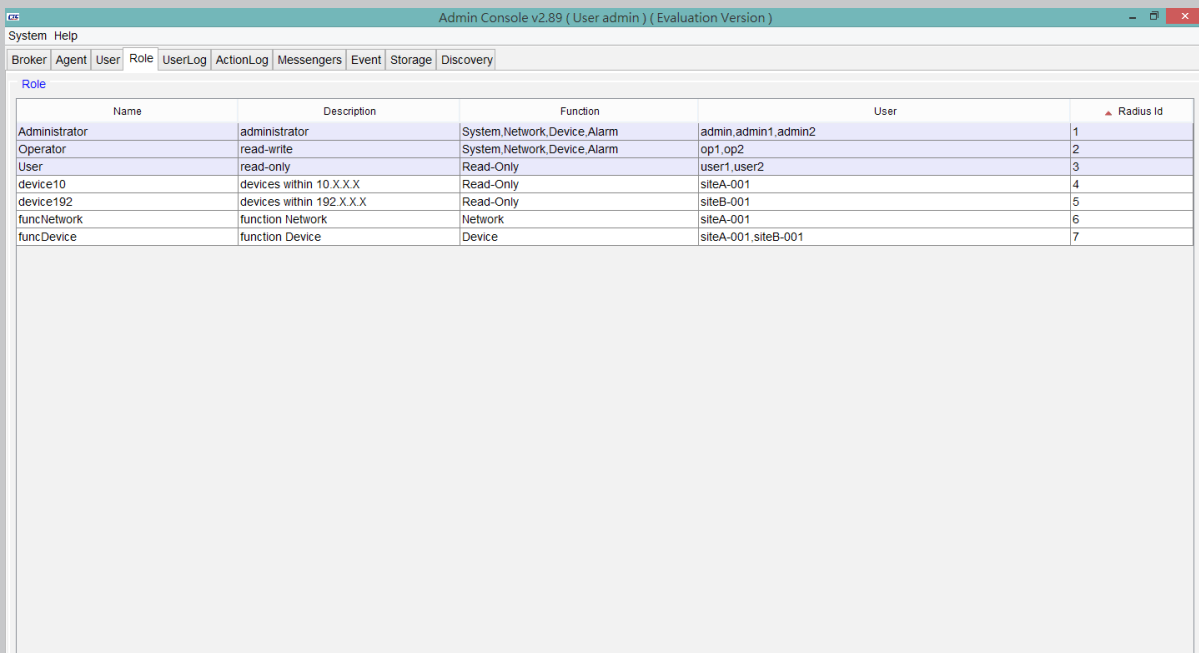 CTS Admin Console v2.89 ( User admin ) ( Evaluation Version )
System Help
Broker Agent User Role UserLog ActionLog Messengers Event Storage Discovery
Role
Name Description Function User Radius Id
Administrator administrator System,Network,Device,Alarm admin,admin1,admin2 1
Operator read-write System,Network,Device,Alarm op1,op2 2
User read-only Read-Only user1,user2 3
device10 devices within 10.X.X.X Read-Only siteA-001 4
device192 devices within 192.X.X.X Read-Only siteB-001 5
funcNetwork function Network Network siteA-001 6
funcDevice function Device Device siteA-001,siteB-001 7